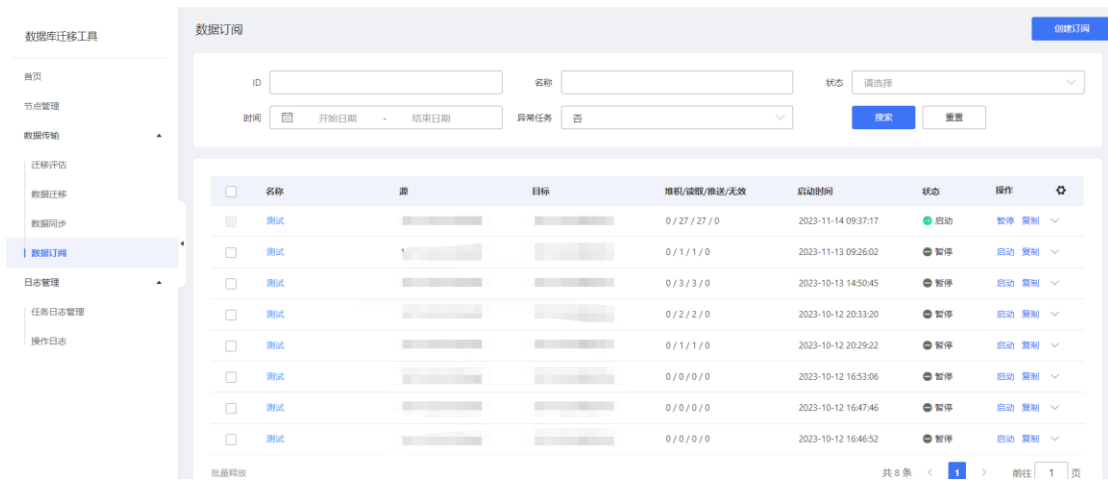 数据库迁移工具
首页
节点管理
数据传输
迁移评估
数据迁移
数据同步
数据订阅
日志管理
任务日志管理
操作日志
数据订阅 创建订阅
ID 名称 状态 请选择
时间 开始日期 - 结束日期 异常任务 否 搜索 重置
名称 源 目标 堆积/读取/推送/无效 启动时间 状态 操作
测试 0 / 27 / 27 / 0 2023-11-14 09:37:17 启动 暂停 复制
测试 0 / 1 / 1 / 0 2023-11-13 09:26:02 暂停 启动 复制
测试 0 / 3 / 3 / 0 2023-10-13 14:50:45 暂停 启动 复制
测试 0 / 2 / 2 / 0 2023-10-12 20:33:20 暂停 启动 复制
测试 0 / 1 / 1 / 0 2023-10-12 20:29:22 暂停 启动 复制
测试 0 / 0 / 0 / 0 2023-10-12 16:53:06 暂停 启动 复制
测试 0 / 0 / 0 / 0 2023-10-12 16:47:46 暂停 启动 复制
测试 0 / 0 / 0 / 0 2023-10-12 16:46:52 暂停 启动 复制
批量释放 共 8 条 1 前往 1 页